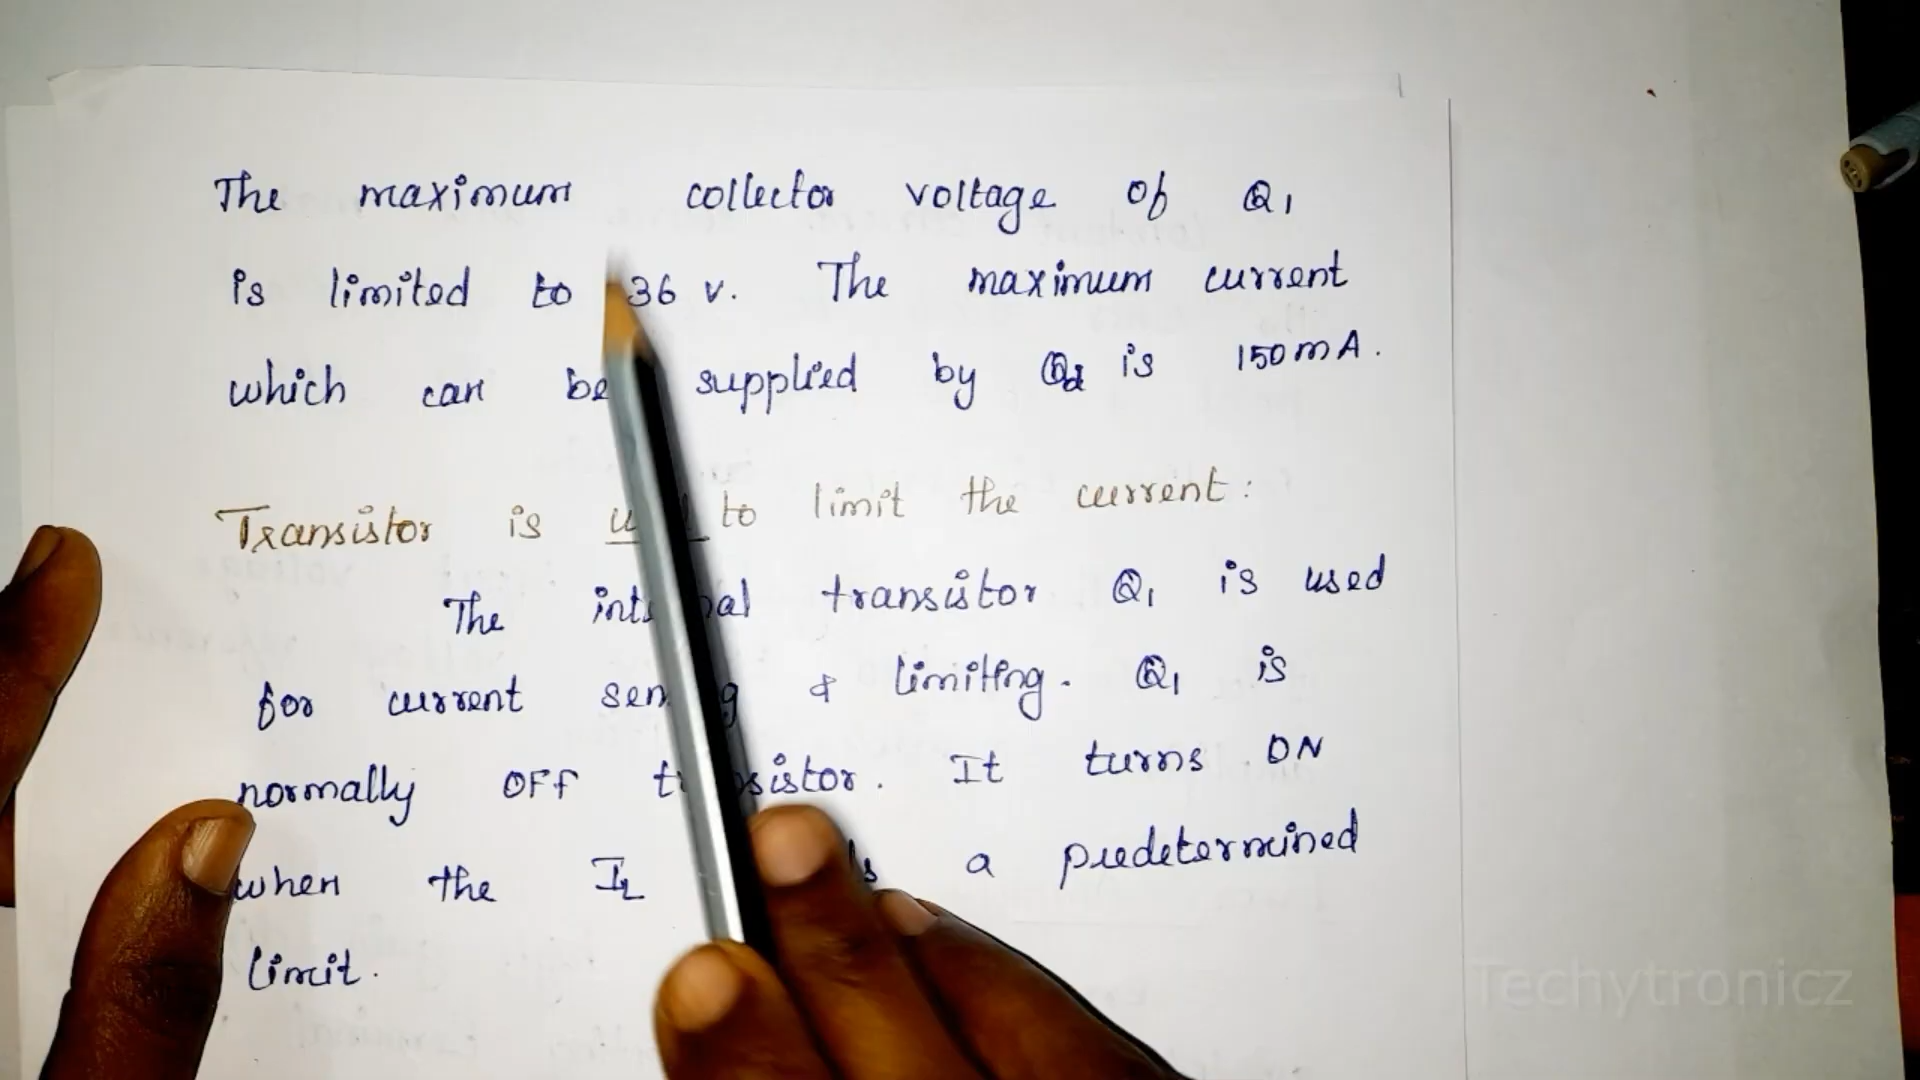 The maximum collector voltage of Q1
is limited to 36 v. The maximum current
which can be supplied by is 150mA.
Transistor is to limit the current:
The transistor Q1 is used
for current & limiting. Q1 is
normally OFF It turns ON
when the IL a predetermined
limit.
Techytronicz